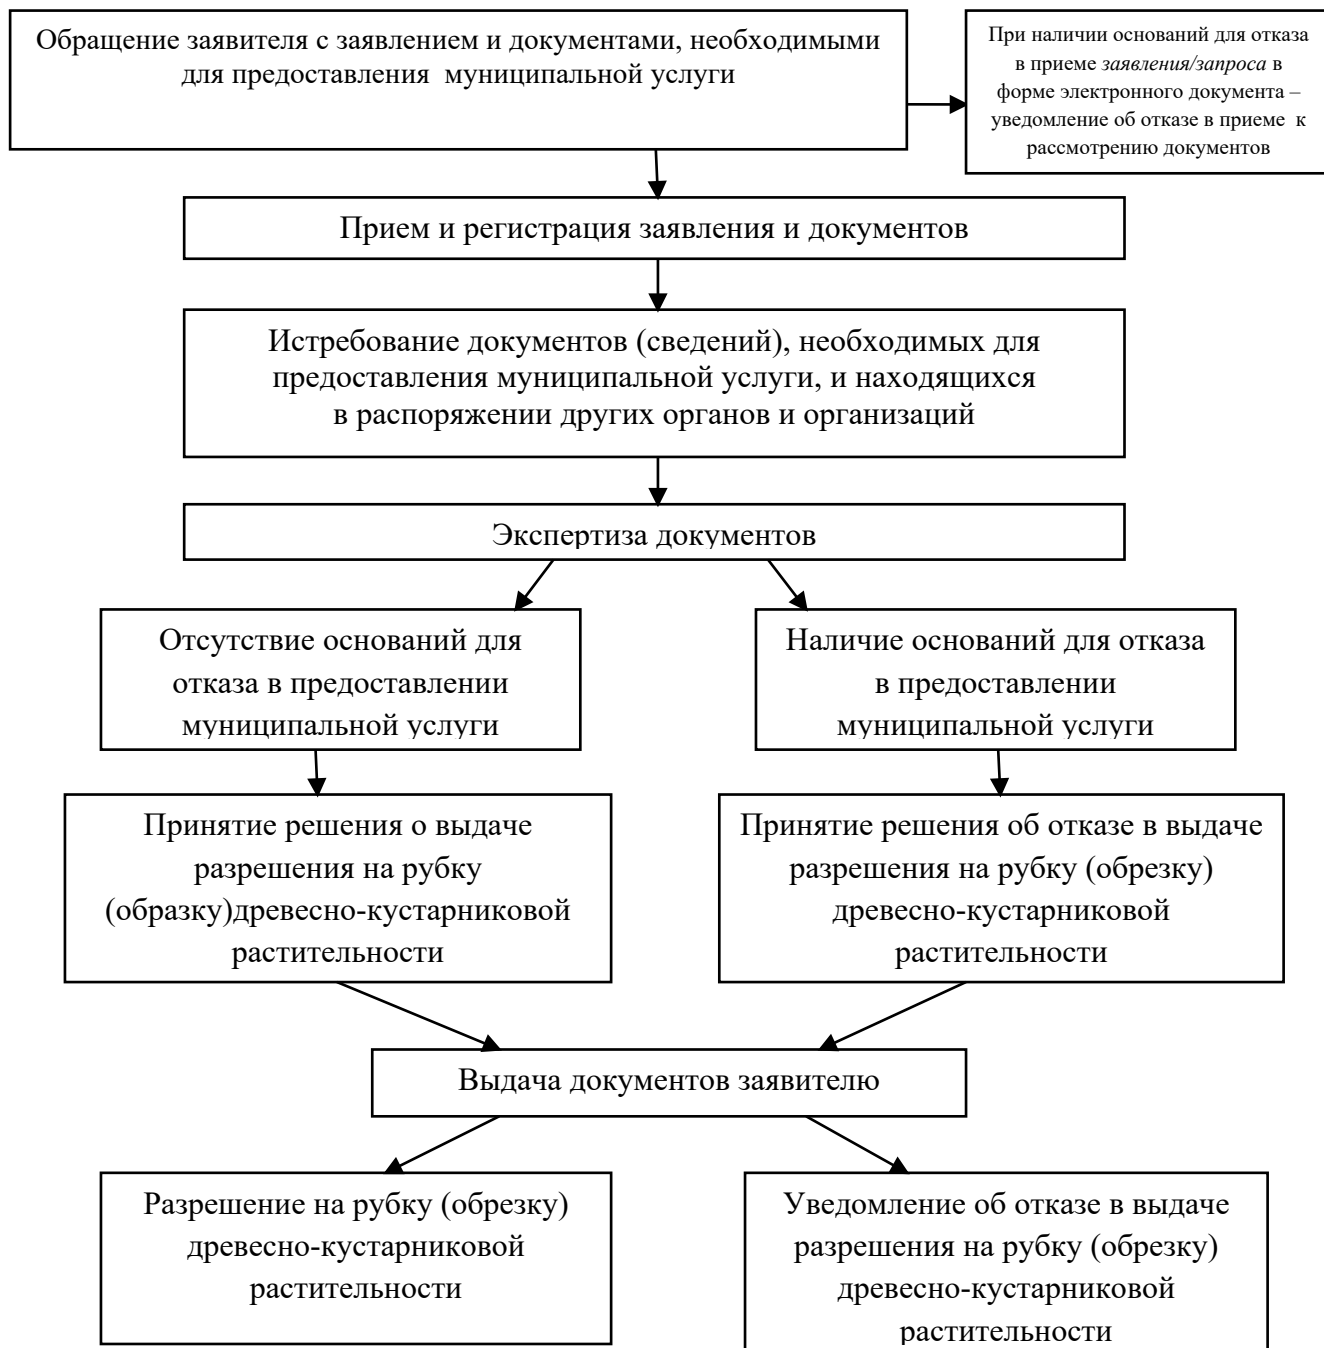 Обращение заявителя с заявлением и документами, необходимыми
для предоставления муниципальной услуги
При наличии оснований для отказа
в приеме заявления/запроса в
форме электронного документа –
уведомление об отказе в приеме к
рассмотрению документов
Прием и регистрация заявления и документов
Истребование документов (сведений), необходимых для
предоставления муниципальной услуги, и находящихся
в распоряжении других органов и организаций
Экспертиза документов
Отсутствие оснований для
отказа в предоставлении
муниципальной услуги
Наличие оснований для отказа
в предоставлении
муниципальной услуги
Принятие решения о выдаче
разрешения на рубку
(образку)древесно-кустарниковой
растительности
Принятие решения об отказе в выдаче
разрешения на рубку (обрезку)
древесно-кустарниковой
растительности
Выдача документов заявителю
Разрешение на рубку (обрезку)
древесно-кустарниковой
растительности
Уведомление об отказе в выдаче
разрешения на рубку (обрезку)
древесно-кустарниковой
растительности